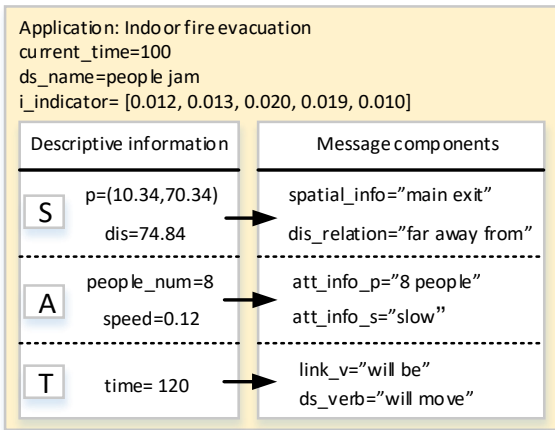 Application: Indoor fire evacuation
current_time=100
ds_name=people jam
i_indicator= [0.012, 0.013, 0.020, 0.019, 0.010]
Descriptive information
Message components
S
p=(10.34,70.34)
spatial_info=”main exit”
dis=74.84
dis_relation=”far away from”
A
people_num=8
att_info_p=”8 people”
speed=0.12
att_info_s=”slow”
T
time= 120
link_v=”will be”
ds_verb=”will move”